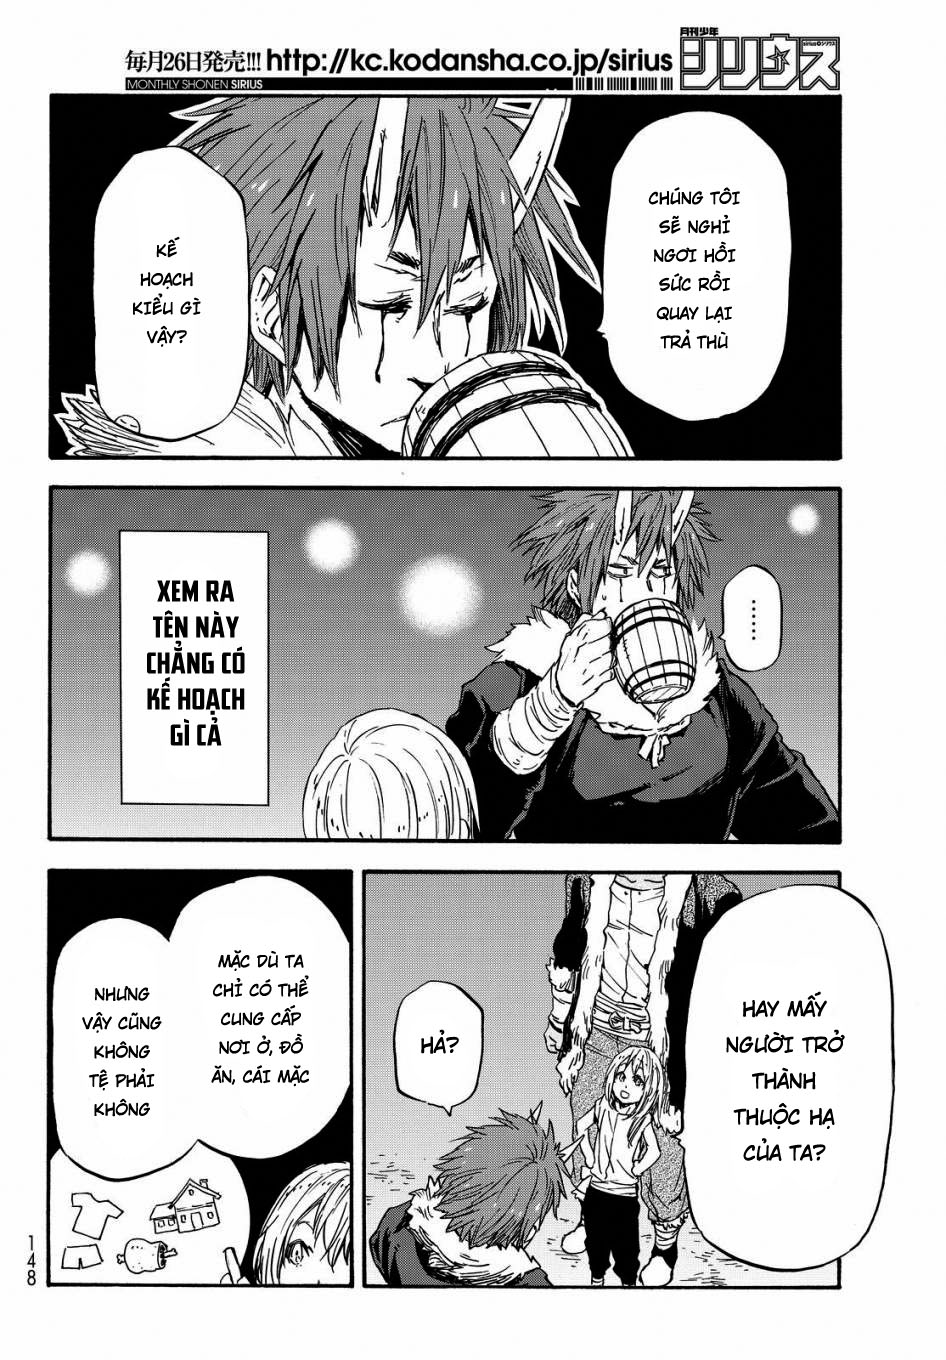 毎月26日発売!!! http://kc.kodansha.co.jp/sirius
MONTHLY SHONEN SIRIUS
月刊少年
シリウス
CHÚNG TÔI
SẼ NGHỈ
NGƠI HỒI
SỨC RỒI
QUAY LẠI
TRẢ THÙ
KẾ
HOẠCH
KIỂU GÌ
VẬY?
XEM RA
TÊN NÀY
CHẲNG CÓ
KẾ HOẠCH
GÌ CẢ
......
HAY MẤY
NGƯỜI TRỞ
THÀNH
THUỘC HẠ
CỦA TA?
HẢ?
MẶC DÙ TA
CHỈ CÓ THỂ
CUNG CẤP
NƠI Ở, ĐỒ
ĂN, CÁI MẶC
NHƯNG
VẬY CŨNG
KHÔNG
TỆ PHẢI
KHÔNG
148